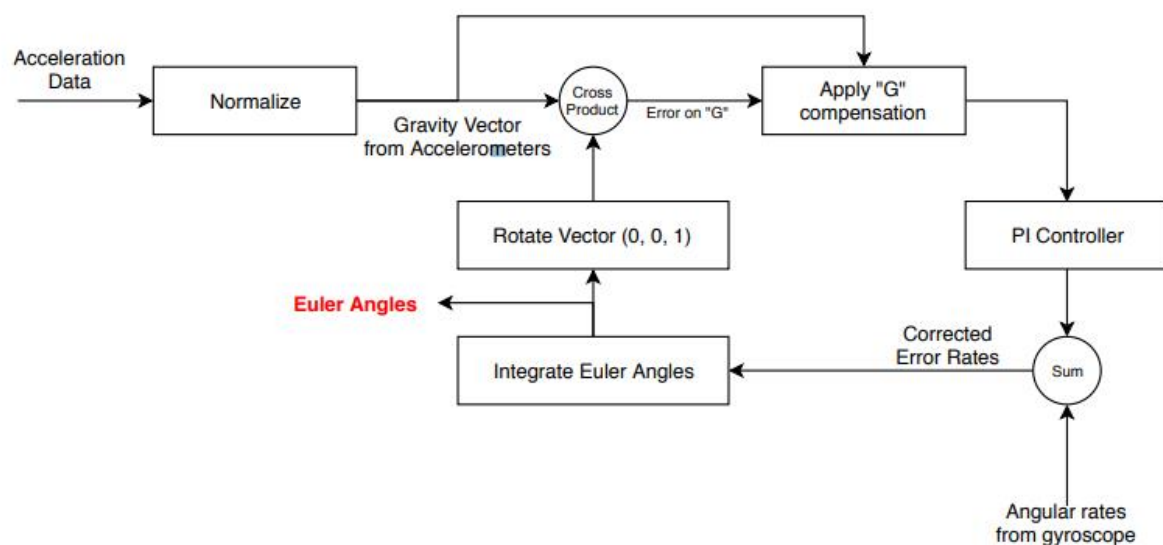 Acceleration
Data
Normalize
Gravity Vector
from Accelerometers
Cross
Product
Error on "G"
Apply "G"
compensation
Rotate Vector (0, 0, 1)
PI Controller
Euler Angles
Integrate Euler Angles
Corrected
Error Rates
Sum
Angular rates
from gyroscope